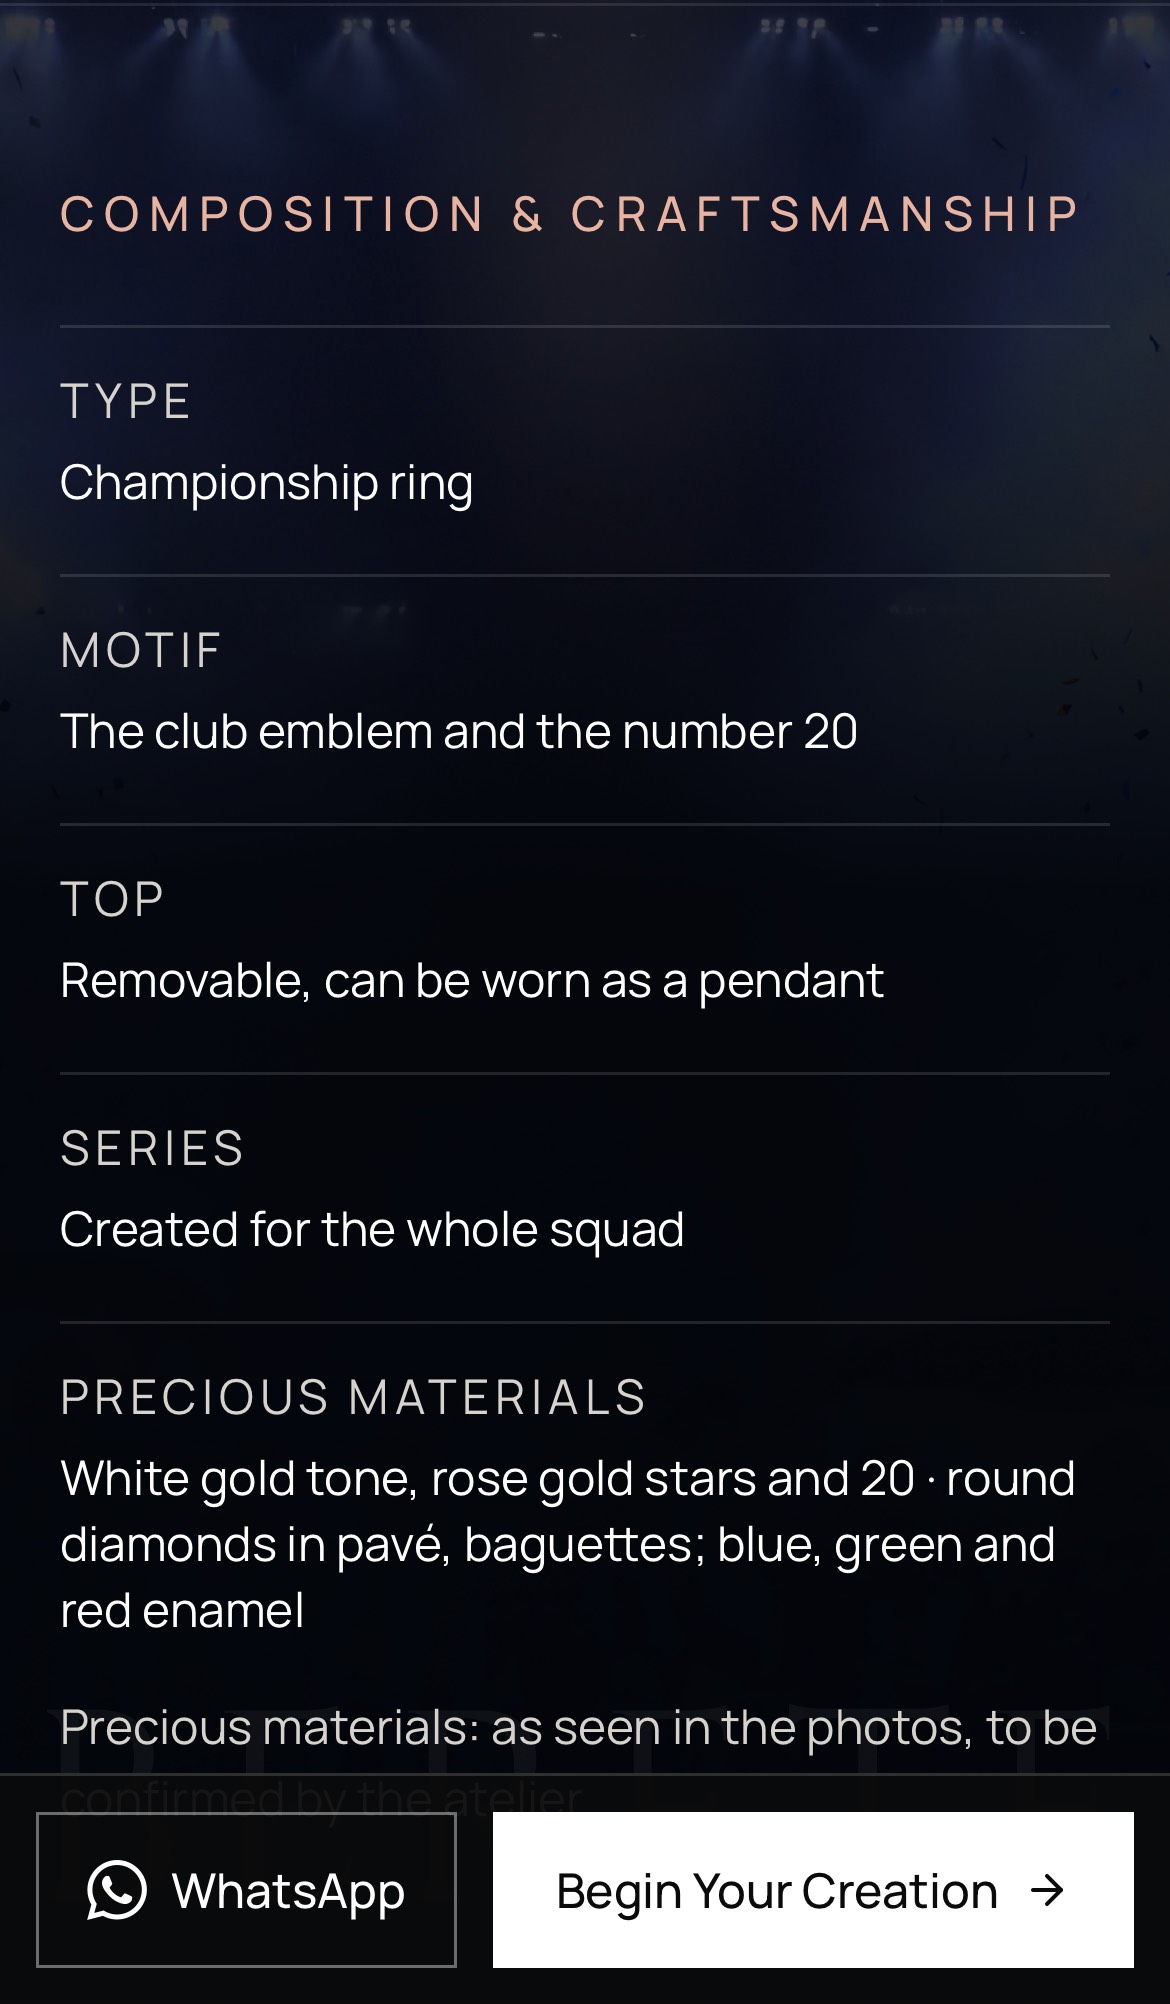 COMPOSITION & CRAFTSMANSHIP
TYPE
Championship ring
MOTIF
The club emblem and the number 20
TOP
Removable, can be worn as a pendant
SERIES
Created for the whole squad
PRECIOUS MATERIALS
White gold tone, rose gold stars and 20 · round
diamonds in pavé, baguettes; blue, green and
red enamel
Precious materials: as seen in the photos, to be
confirmed by the atelier
WhatsApp
Begin Your Creation →